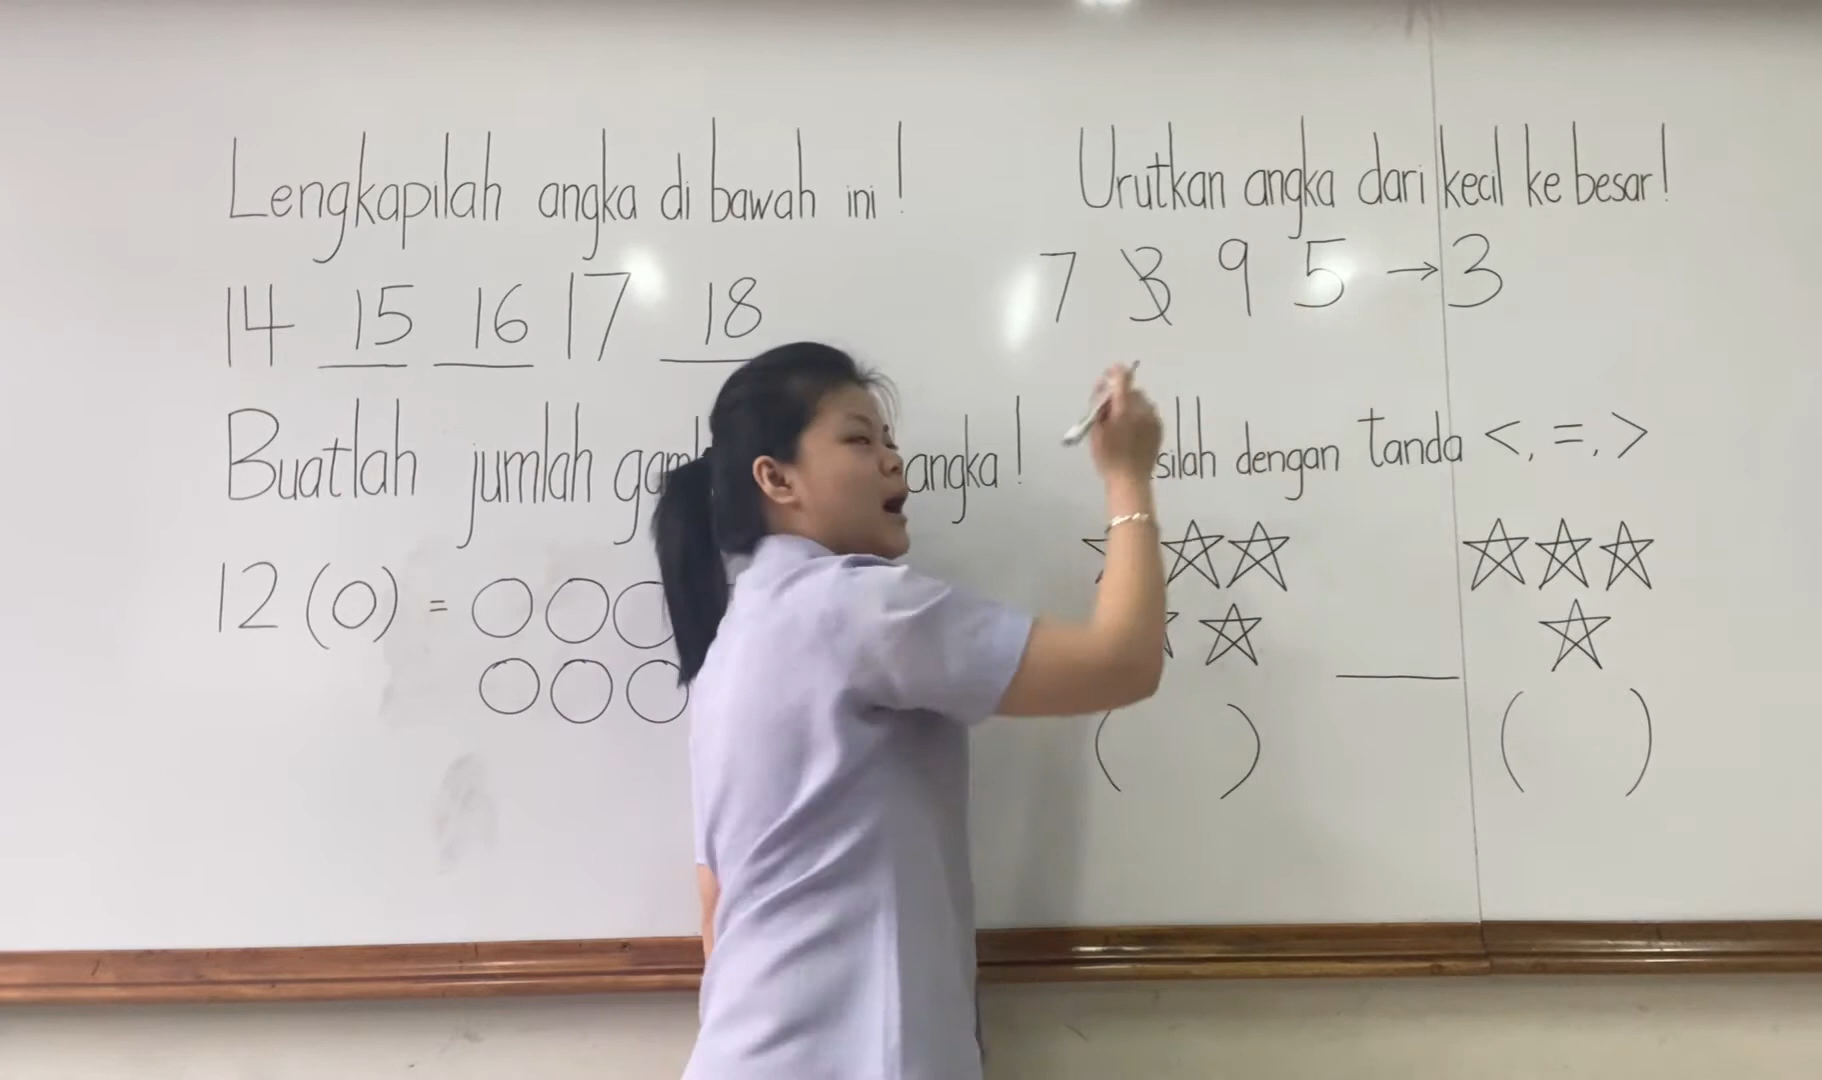 Lengkapilah angka di bawah ini!
14 15 16 17 18
Buatlah jumlah angka!
12 (0) =
Urutkan angka dari kecil ke besar!
7 3 9 5 → 3
dengan tanda <, =, >
( ) ___ ( )